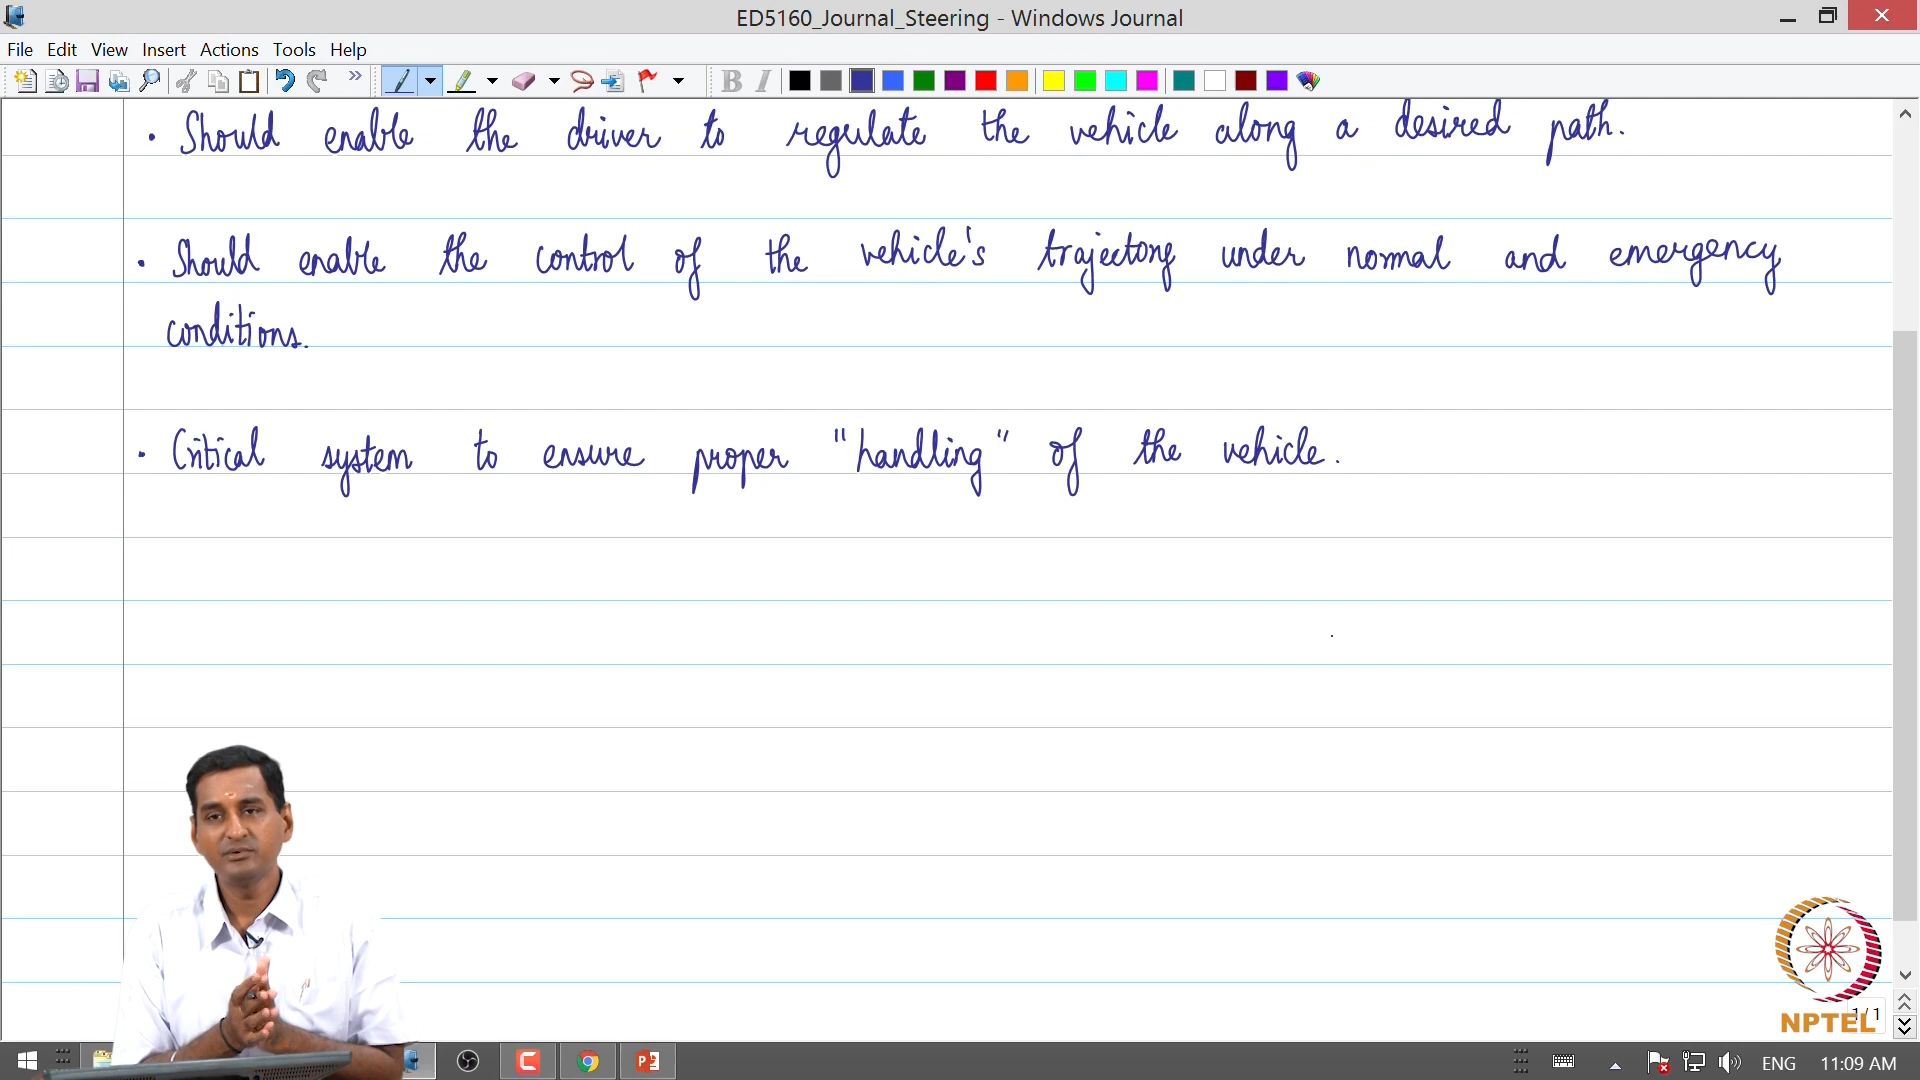 ED5160_Journal_Steering - Windows Journal
File Edit View Insert Actions Tools Help
B I
• Should enable the driver to regulate the vehicle along a desired path.
• Should enable the control of the vehicle's trajectory under normal and emergency
conditions.
• Critical system to ensure proper "handling" of the vehicle.
1/1
NPTEL
ENG 11:09 AM